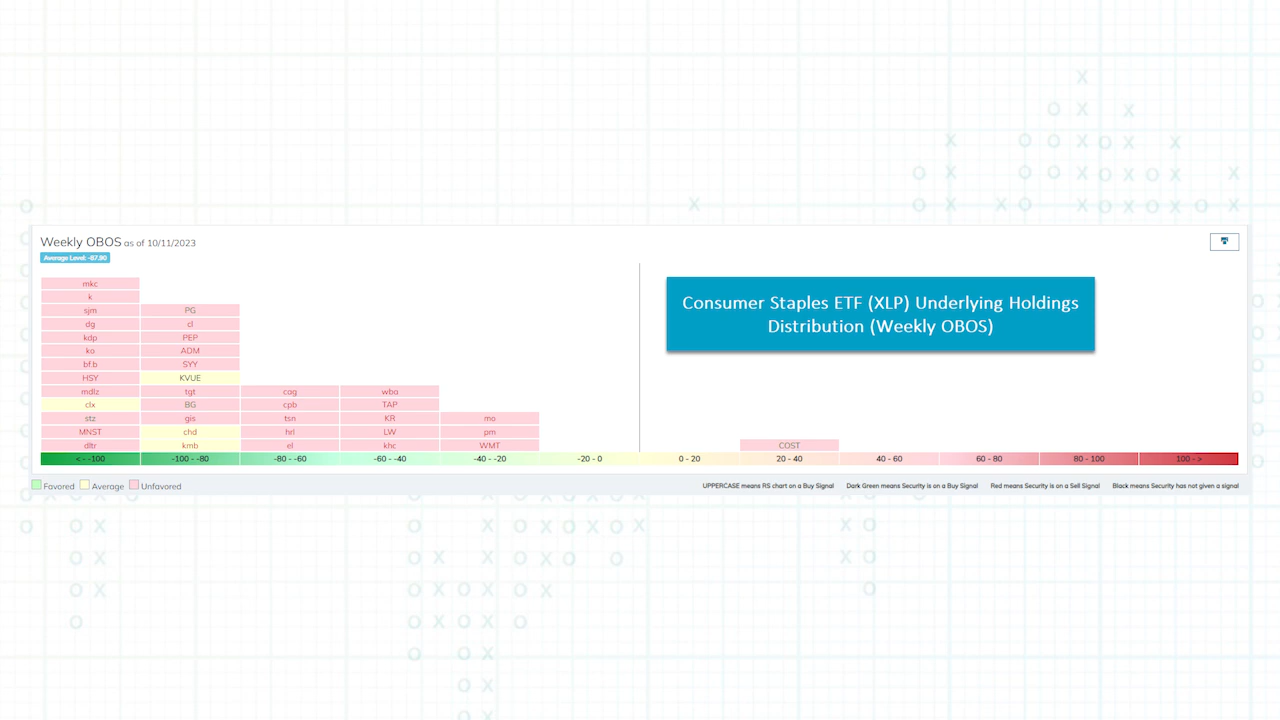 Weekly OBOS as of 10/11/2023
Average Level: -67.90
Consumer Staples ETF (XLP) Underlying Holdings
Distribution (Weekly OBOS)
mkc
k
sjm PG
dg cl
kdp PEP
ko ADM
bf.b SYY
HSY KVUE
mdlz tgt cag wba
clx BG cpb TAP
stz gis tsn KR mo
MNST chd hrl LW pm
dltr kmb el khc WMT COST
< - -100 -100 - -80 -80 - -60 -60 - -40 -40 - -20 -20 - 0 0 - 20 20 - 40 40 - 60 60 - 80 80 - 100 100 - >
Favored Average Unfavored UPPERCASE means RS chart on a Buy Signal Dark Green means Security is on a Buy Signal Red means Security is on a Sell Signal Black means Security has not given a signal